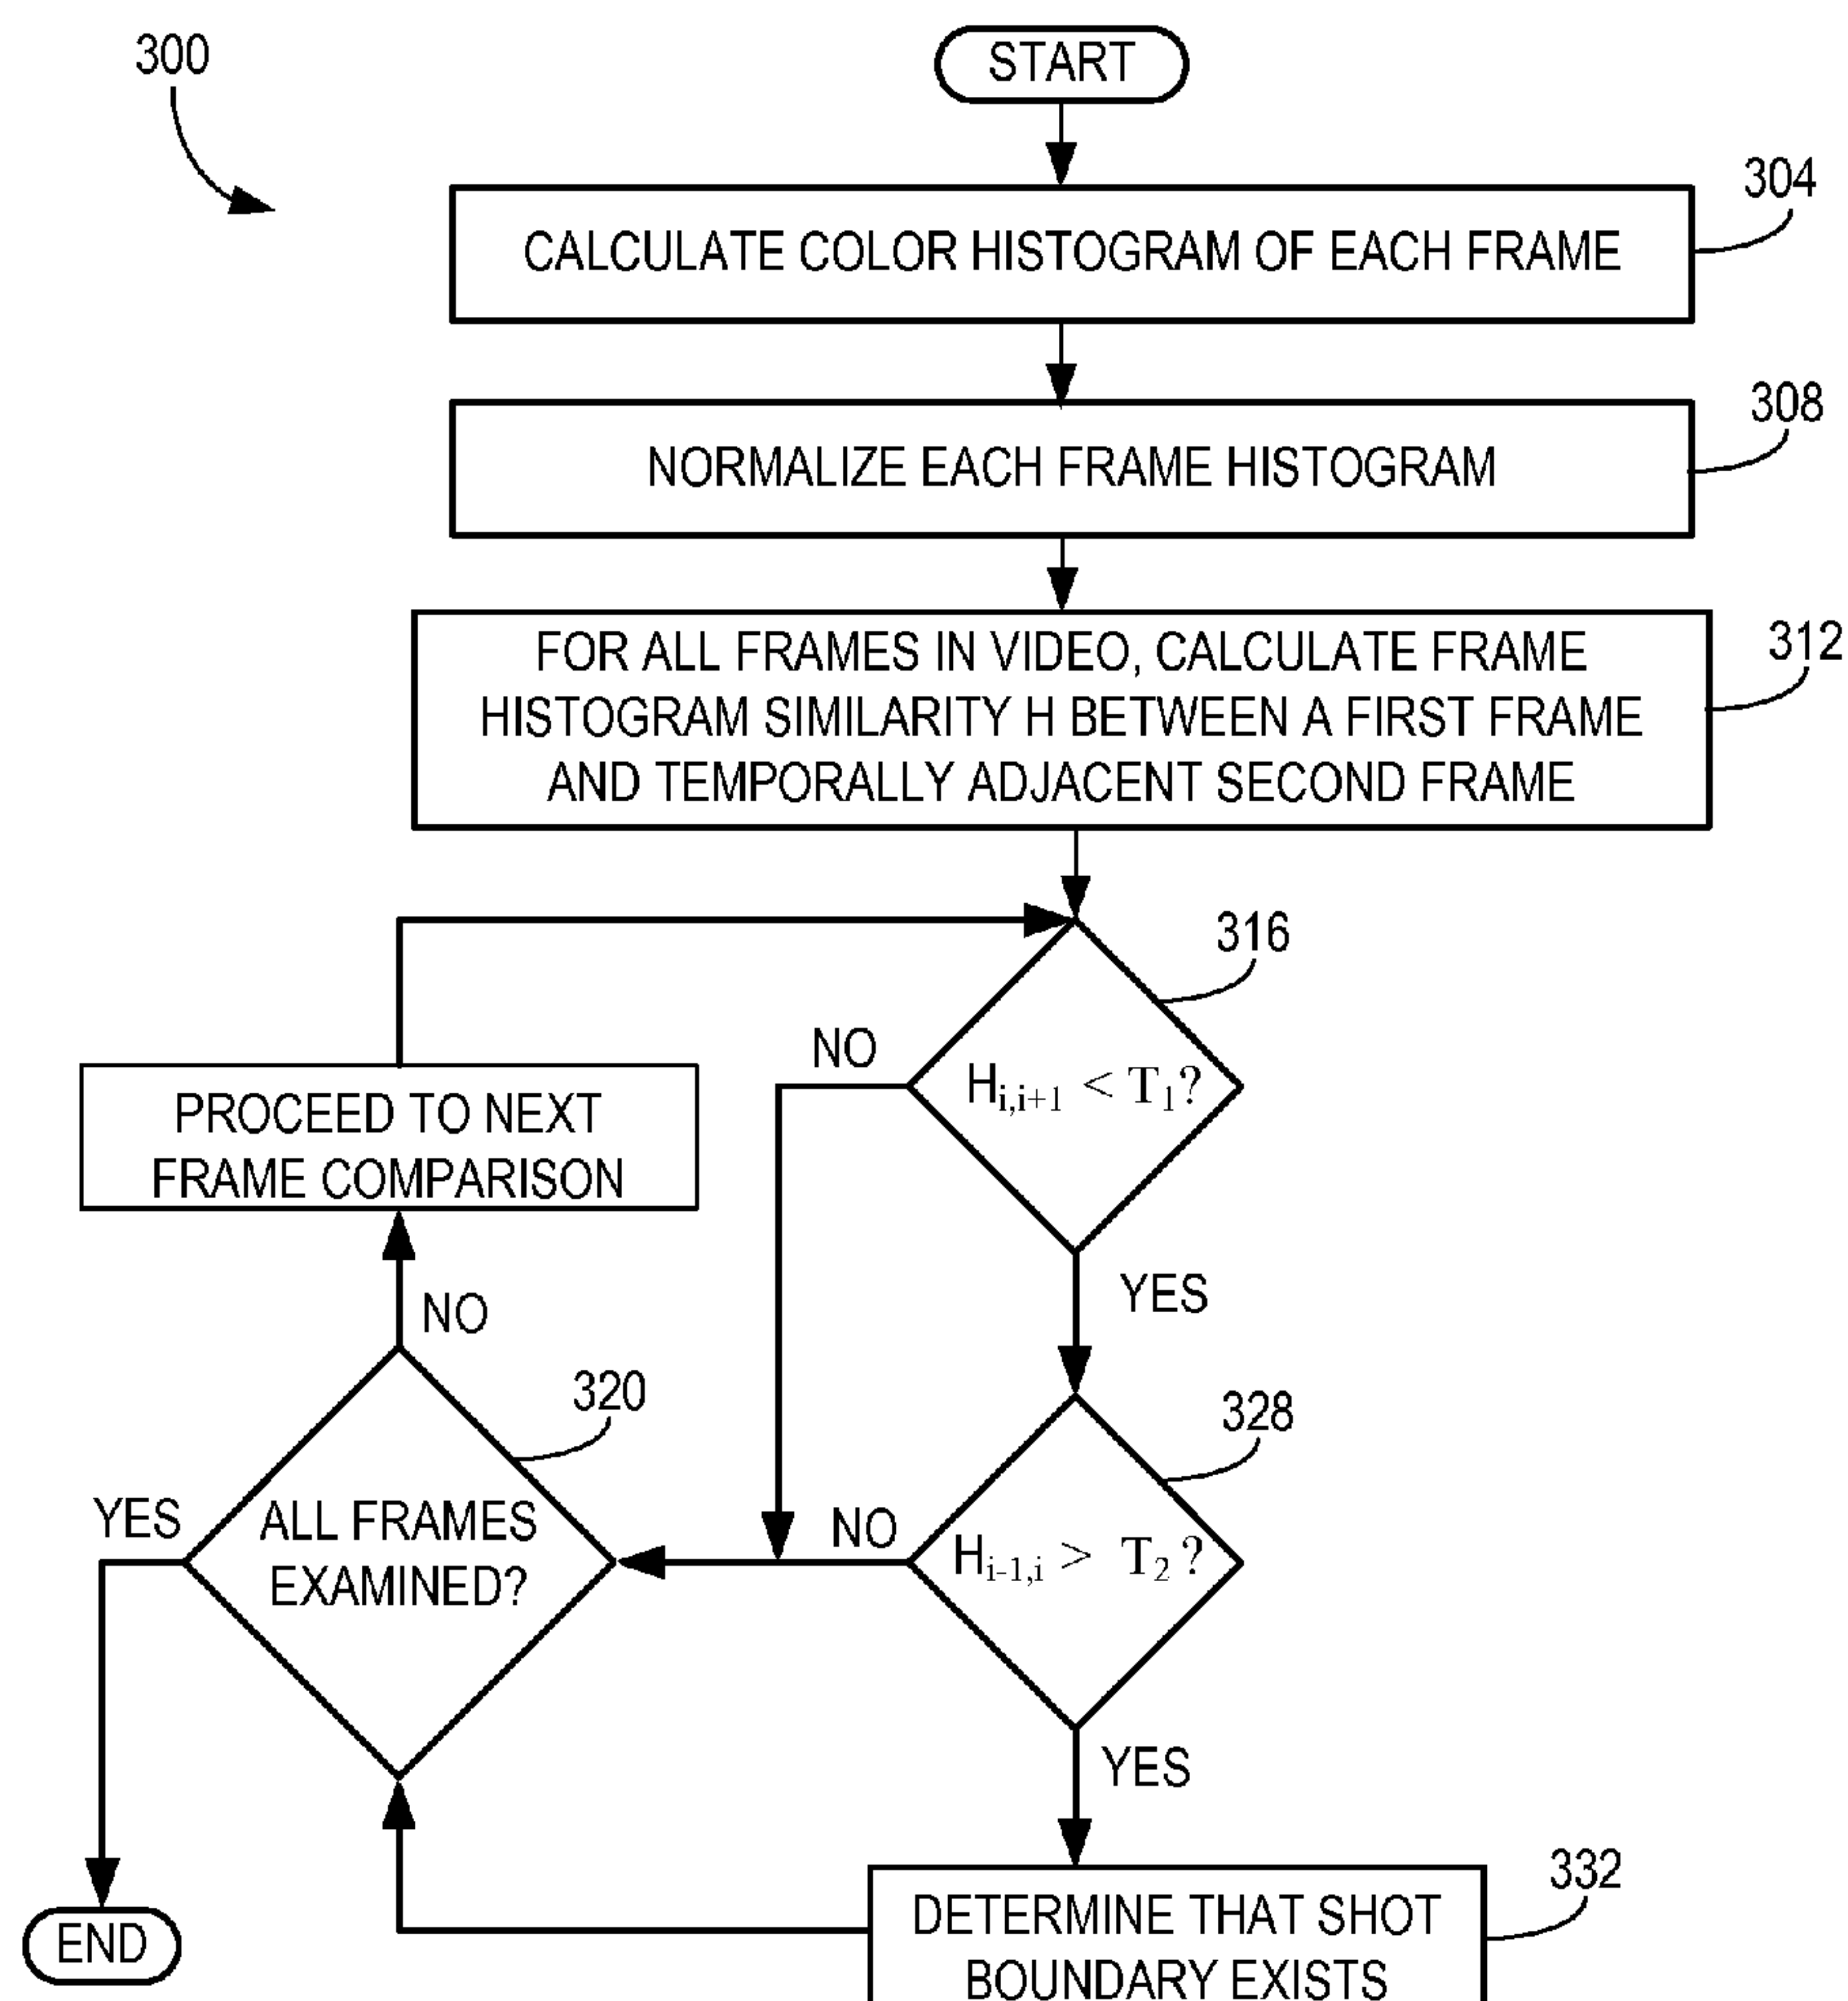 300
START
304
CALCULATE COLOR HISTOGRAM OF EACH FRAME
308
NORMALIZE EACH FRAME HISTOGRAM
312
FOR ALL FRAMES IN VIDEO, CALCULATE FRAME
HISTOGRAM SIMILARITY H BETWEEN A FIRST FRAME
AND TEMPORALLY ADJACENT SECOND FRAME
316
NO
H i,i+1 < T1?
PROCEED TO NEXT
FRAME COMPARISON
YES
NO
320
328
YES
ALL FRAMES
EXAMINED?
NO
H i-1,i > T2 ?
YES
332
DETERMINE THAT SHOT
BOUNDARY EXISTS
END